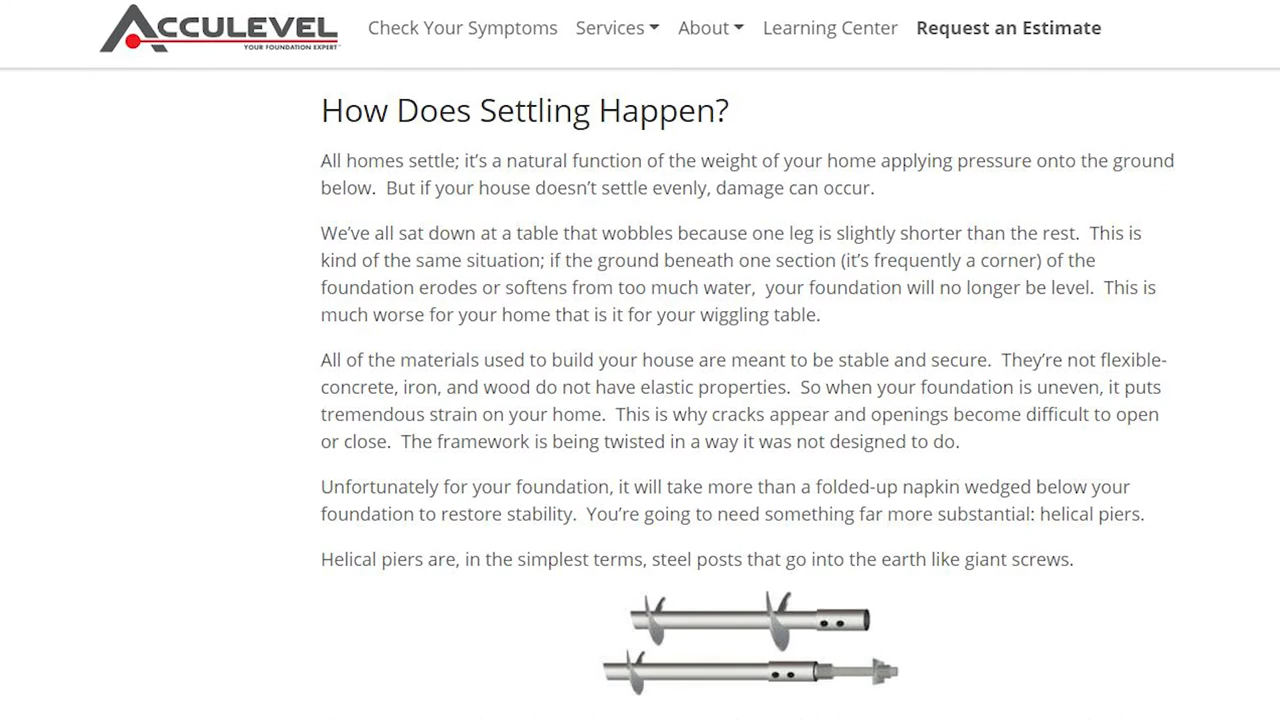 ACCULEVEL
YOUR FOUNDATION EXPERT
Check Your Symptoms Services About Learning Center Request an Estimate
How Does Settling Happen?
All homes settle; it’s a natural function of the weight of your home applying pressure onto the ground
below. But if your house doesn’t settle evenly, damage can occur.
We’ve all sat down at a table that wobbles because one leg is slightly shorter than the rest. This is
kind of the same situation; if the ground beneath one section (it’s frequently a corner) of the
foundation erodes or softens from too much water, your foundation will no longer be level. This is
much worse for your home that is it for your wiggling table.
All of the materials used to build your house are meant to be stable and secure. They’re not flexible-
concrete, iron, and wood do not have elastic properties. So when your foundation is uneven, it puts
tremendous strain on your home. This is why cracks appear and openings become difficult to open
or close. The framework is being twisted in a way it was not designed to do.
Unfortunately for your foundation, it will take more than a folded-up napkin wedged below your
foundation to restore stability. You’re going to need something far more substantial: helical piers.
Helical piers are, in the simplest terms, steel posts that go into the earth like giant screws.